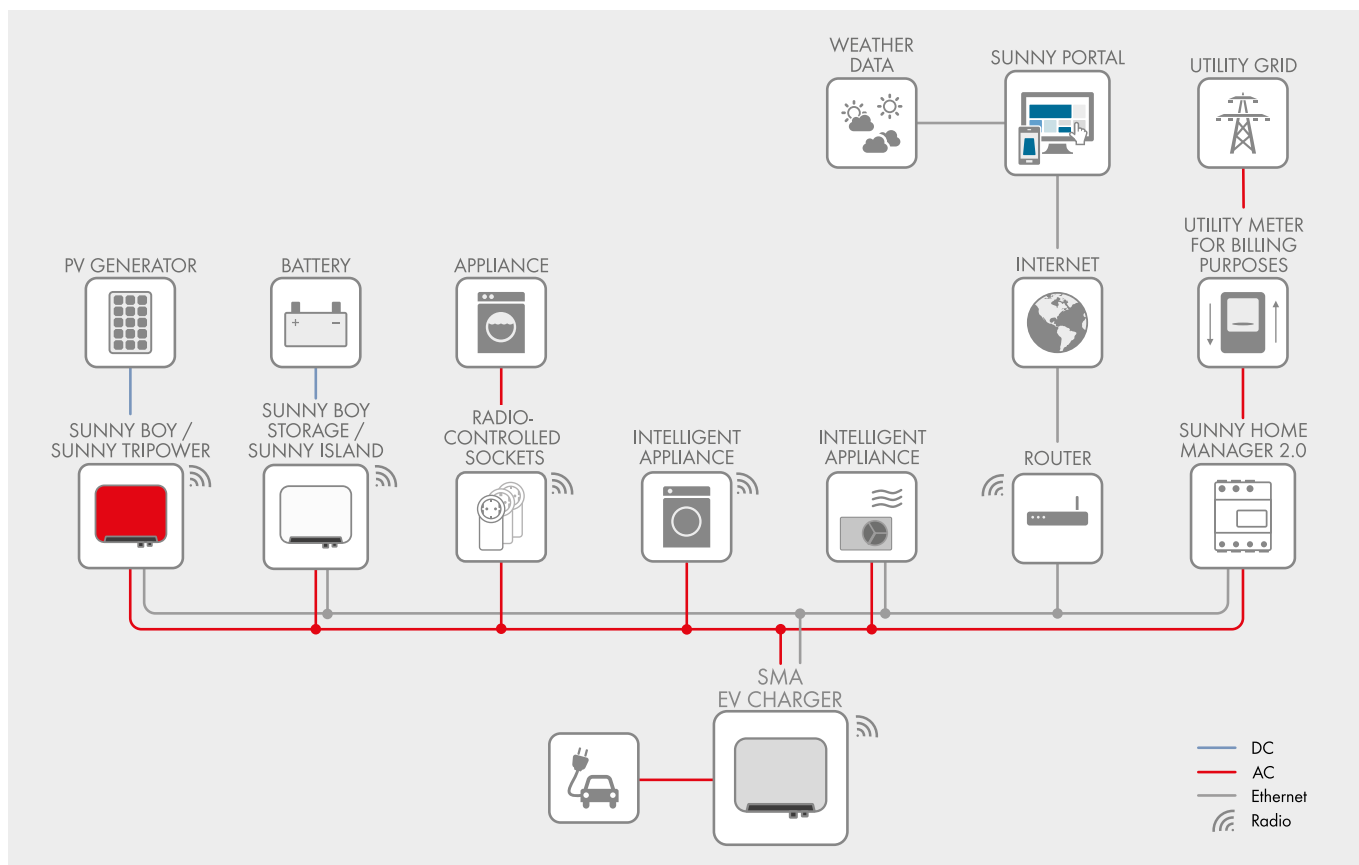 WEATHER
DATA
SUNNY PORTAL
UTILITY GRID
PV GENERATOR
BATTERY
APPLIANCE
INTERNET
UTILITY METER
FOR BILLING
PURPOSES
+ −
SUNNY BOY /
SUNNY TRIPOWER
SUNNY BOY
STORAGE /
SUNNY ISLAND
RADIO-
CONTROLLED
SOCKETS
INTELLIGENT
APPLIANCE
INTELLIGENT
APPLIANCE
ROUTER
SUNNY HOME
MANAGER 2.0
SMA
EV CHARGER
DC
AC
Ethernet
Radio